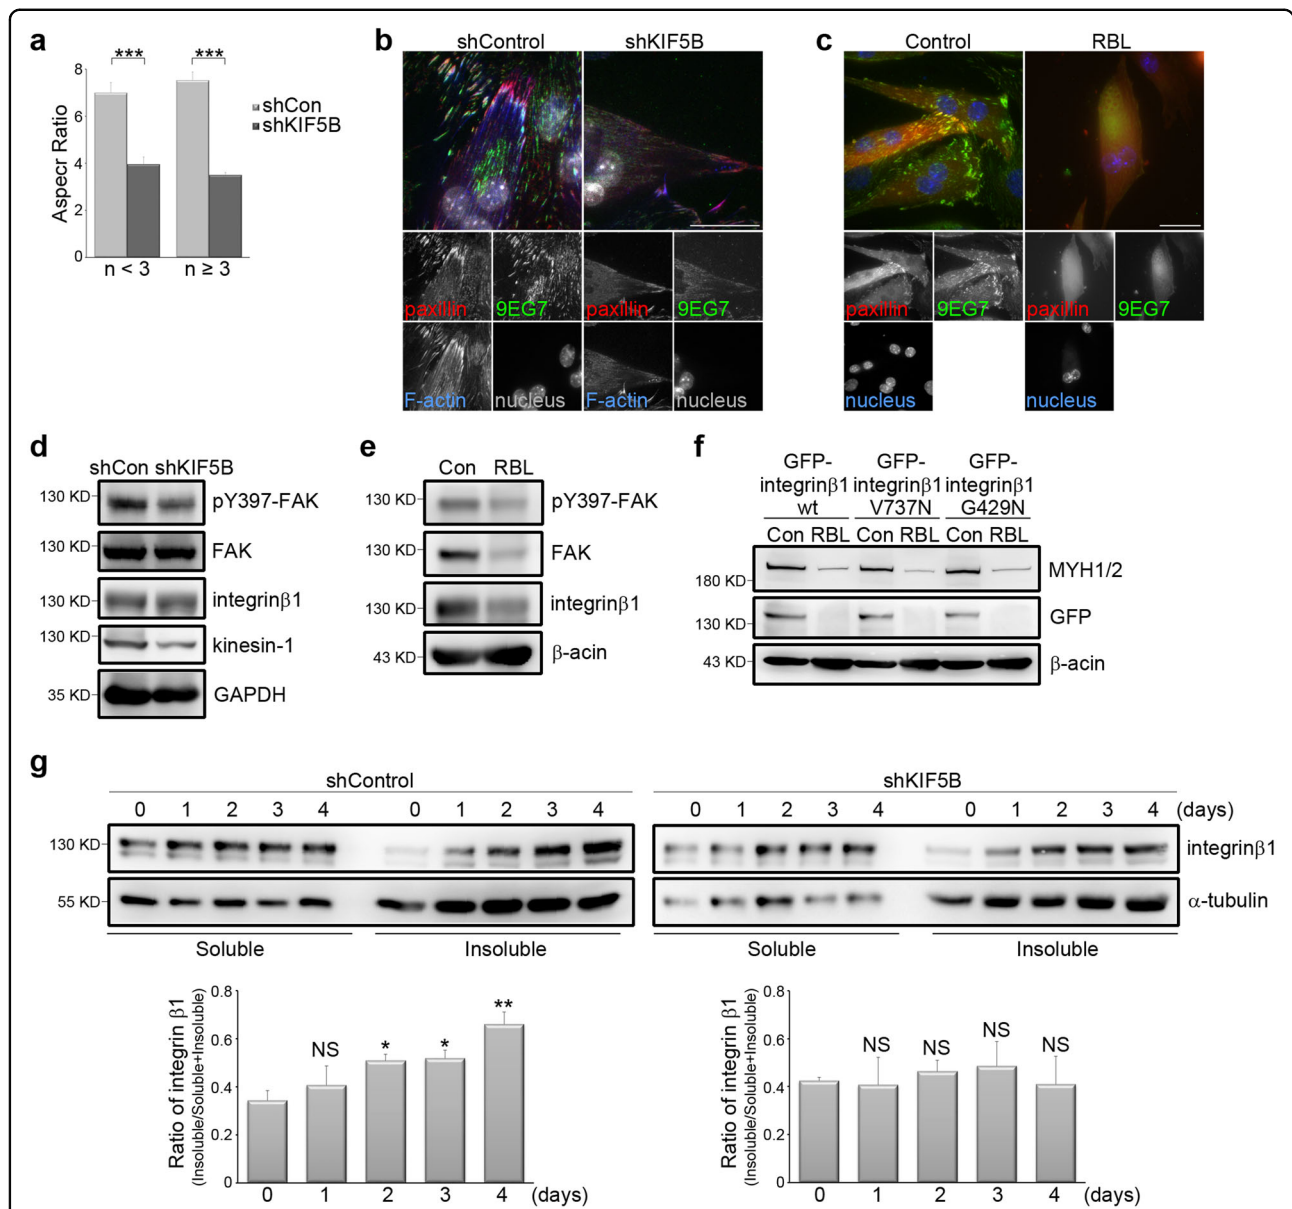 a
***
***
8
6
4
2
0
Aspecr Ratio
n < 3
n ≥ 3
shCon
shKIF5B
b
shControl
shKIF5B
paxillin
9EG7
paxillin
9EG7
F-actin
nucleus
F-actin
nucleus
c
Control
RBL
paxillin
9EG7
paxillin
9EG7
nucleus
nucleus
d
shCon shKIF5B
130 KD
pY397-FAK
130 KD
FAK
130 KD
integrinβ1
130 KD
kinesin-1
35 KD
GAPDH
e
Con RBL
130 KD
pY397-FAK
130 KD
FAK
130 KD
integrinβ1
43 KD
β-acin
f
GFP-
integrinβ1
wt
GFP-
integrinβ1
V737N
GFP-
integrinβ1
G429N
Con RBL Con RBL Con RBL
180 KD
MYH1/2
130 KD
GFP
43 KD
β-acin
g
shControl
shKIF5B
0 1 2 3 4 0 1 2 3 4
0 1 2 3 4 0 1 2 3 4 (days)
130 KD
integrinβ1
55 KD
α-tubulin
Soluble
Insoluble
Soluble
Insoluble
Ratio of integrin β1
(Insoluble/Soluble+Insoluble)
0.8
0.6
0.4
0.2
0
NS
*
*
**
0 1 2 3 4 (days)
Ratio of integrin β1
(Insoluble/Soluble+Insoluble)
0.8
0.6
0.4
0.2
0
NS
NS
NS
NS
0 1 2 3 4 (days)